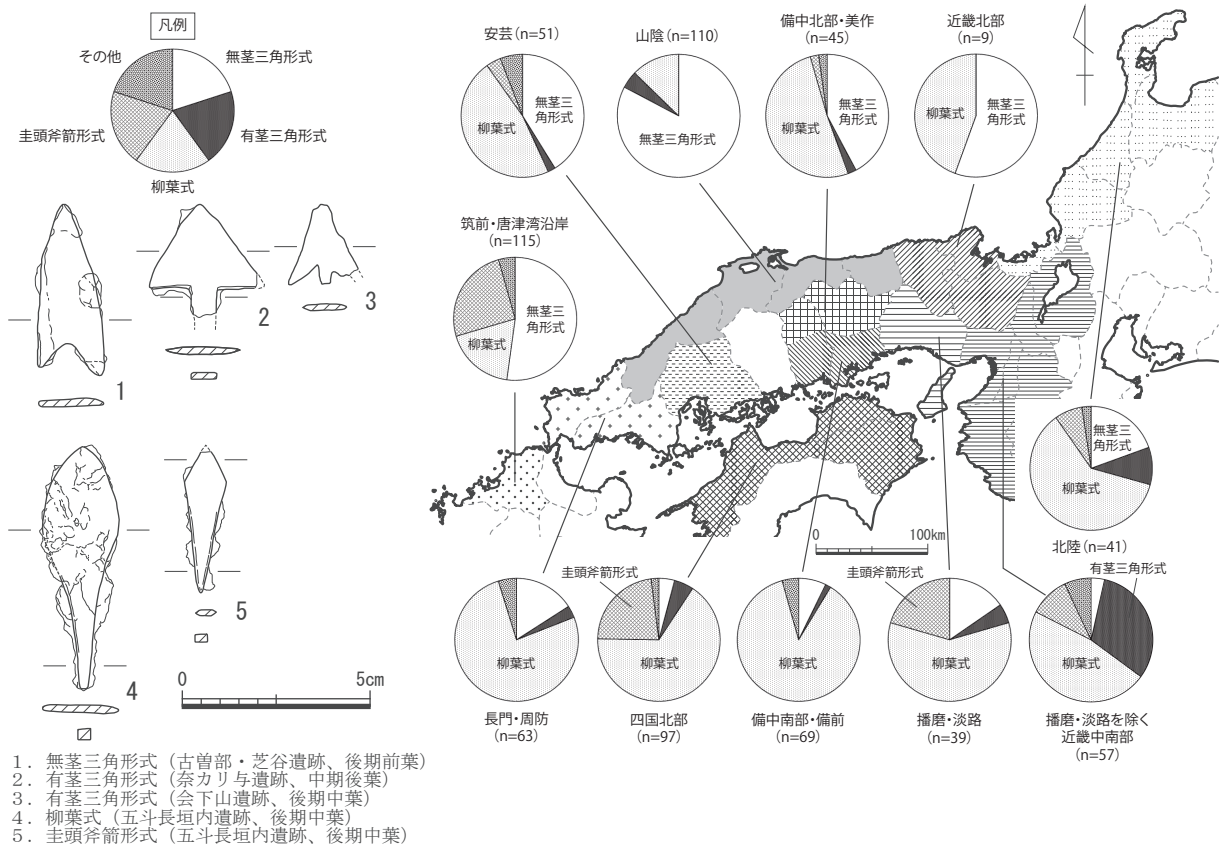 凡例
その他
無茎三角形式
圭頭斧箭形式
有茎三角形式
柳葉式
1
2
3
4
5
0
5cm
1. 無茎三角形式（古曽部・芝谷遺跡、後期前葉）
2. 有茎三角形式（奈カリ与遺跡、中期後葉）
3. 有茎三角形式（会下山遺跡、後期中葉）
4. 柳葉式（五斗長垣内遺跡、後期中葉）
5. 圭頭斧箭形式（五斗長垣内遺跡、後期中葉）
安芸（n=51）
無茎三
角形式
柳葉式
山陰（n=110）
無茎三角形式
備中北部・美作
（n=45）
無茎三
角形式
柳葉式
近畿北部
（n=9）
柳葉式
無茎三
角形式
筑前・唐津湾沿岸
（n=115）
無茎三
角形式
柳葉式
0
100km
無茎三
角形式
柳葉式
北陸（n=41）
圭頭斧箭形式
圭頭斧箭形式
有茎三角形式
柳葉式
柳葉式
柳葉式
柳葉式
柳葉式
長門・周防
（n=63）
四国北部
（n=97）
備中南部・備前
（n=69）
播磨・淡路
（n=39）
播磨・淡路を除く
近畿中南部
（n=57）